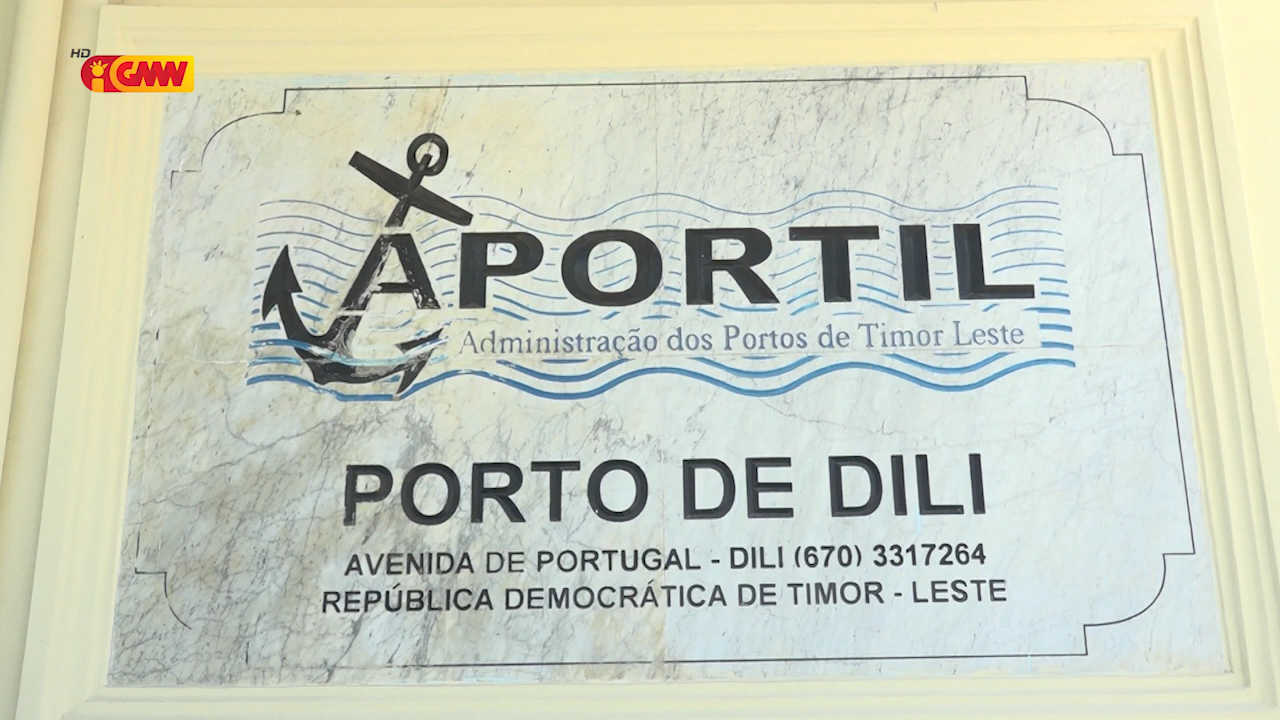 HD
GMN
APORTIL
Administração dos Portos de Timor Leste
PORTO DE DILI
AVENIDA DE PORTUGAL - DILI (670) 3317264
REPÚBLICA DEMOCRÁTICA DE TIMOR - LESTE